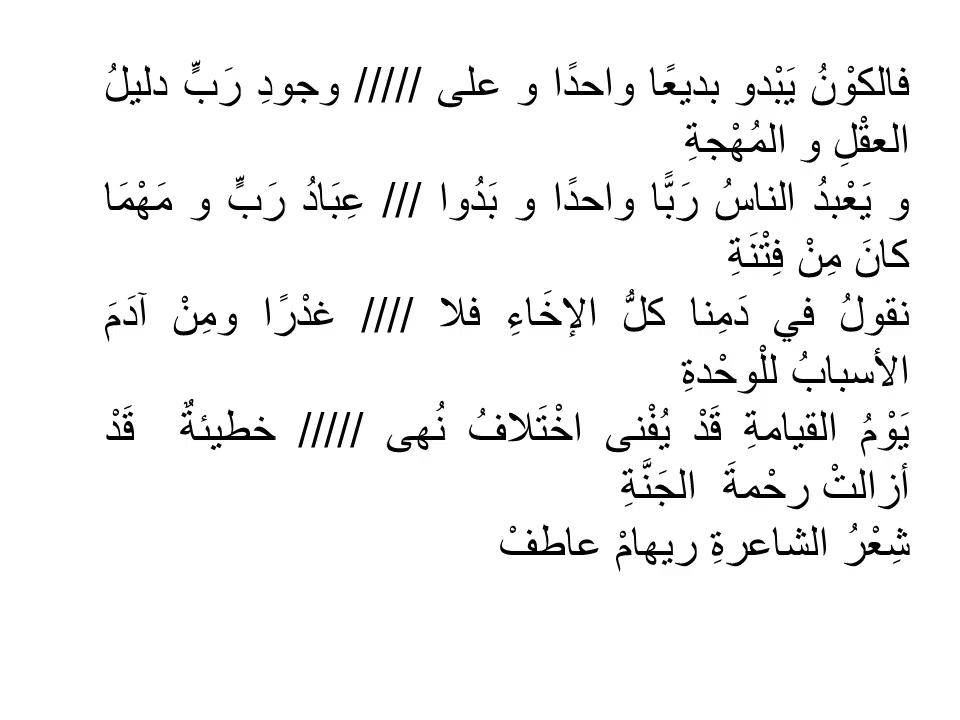 فالكوْنُ يَبْدو بديعًا واحدًا و على ///// وجودِ رَبٍّ دليلُ
العقْلِ و المُهْجةِ
و يَعْبدُ الناسُ رَبًّا واحدًا و بَدُوا /// عِبَادُ رَبٍّ و مَهْمَا
كانَ مِنْ فِتْنَةِ
نقولُ في دَمِنا كلُّ الإخَاءِ فلا //// غذْرًا ومِنْ آدَمَ
الأسبابُ للْوحْدةِ
يَوْمُ القيامةِ قَدْ يُفْنى اخْتَلافُ نُهى ///// خطيئةٌ قَدْ
أزالتْ رحْمةَ الجَنَّةِ
شِعْرُ الشاعرةِ ريهامْ عاطفْ